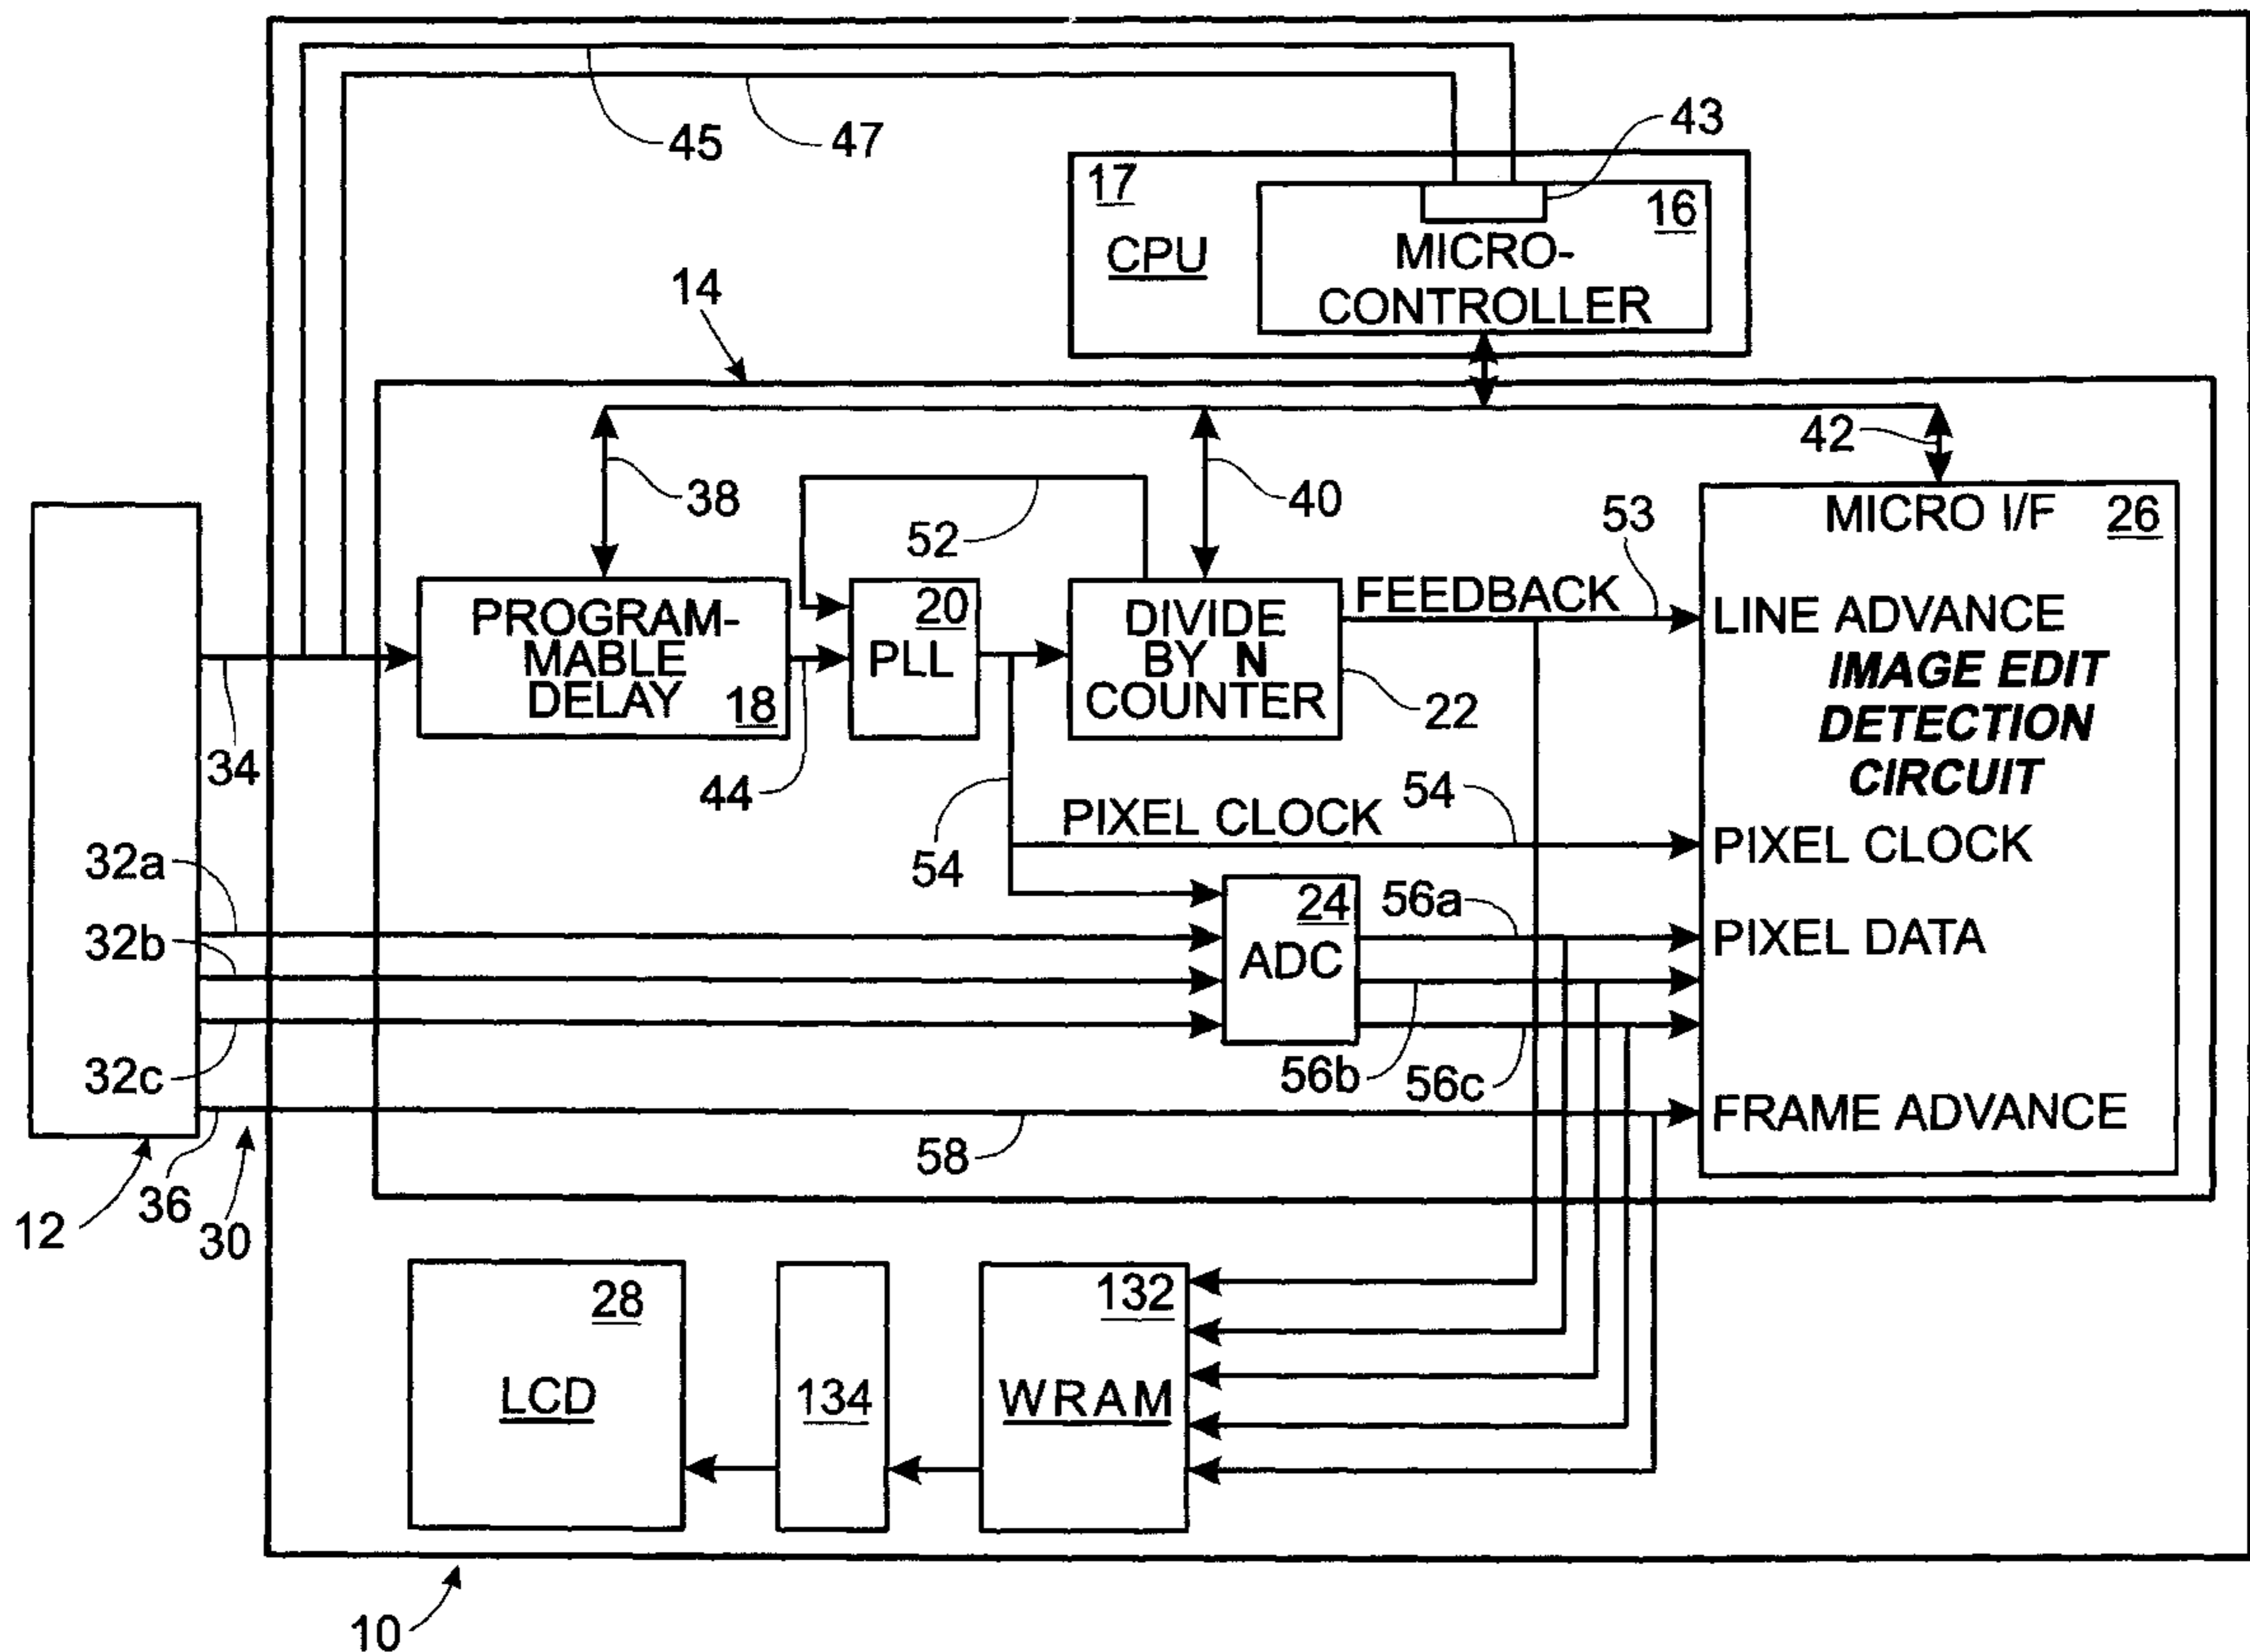 45
47
43
17
CPU
16
MICRO-
CONTROLLER
14
38
52
40
42
MICRO I/F
26
53
PROGRAM-
MABLE
DELAY
18
20
PLL
DIVIDE
BY N
COUNTER
FEEDBACK
LINE ADVANCE
IMAGE EDIT
DETECTION
CIRCUIT
22
34
44
54
PIXEL CLOCK
54
PIXEL CLOCK
32a
32b
32c
24
ADC
56a
PIXEL DATA
56b
56c
FRAME ADVANCE
58
12
36
30
28
LCD
134
132
WRAM
10